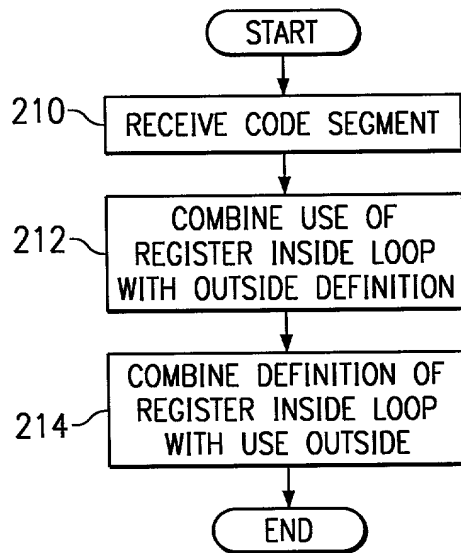 START
210
RECEIVE CODE SEGMENT
212
COMBINE USE OF
REGISTER INSIDE LOOP
WITH OUTSIDE DEFINITION
214
COMBINE DEFINITION OF
REGISTER INSIDE LOOP
WITH USE OUTSIDE
END